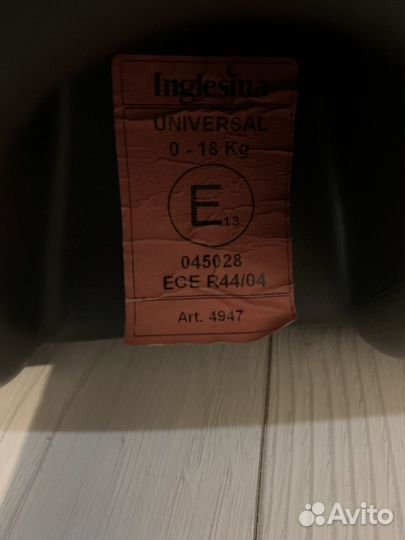 Inglesina
UNIVERSAL
0 - 18 Kg
E 13
045028
ECE R44/04
Art. 4947
Avito